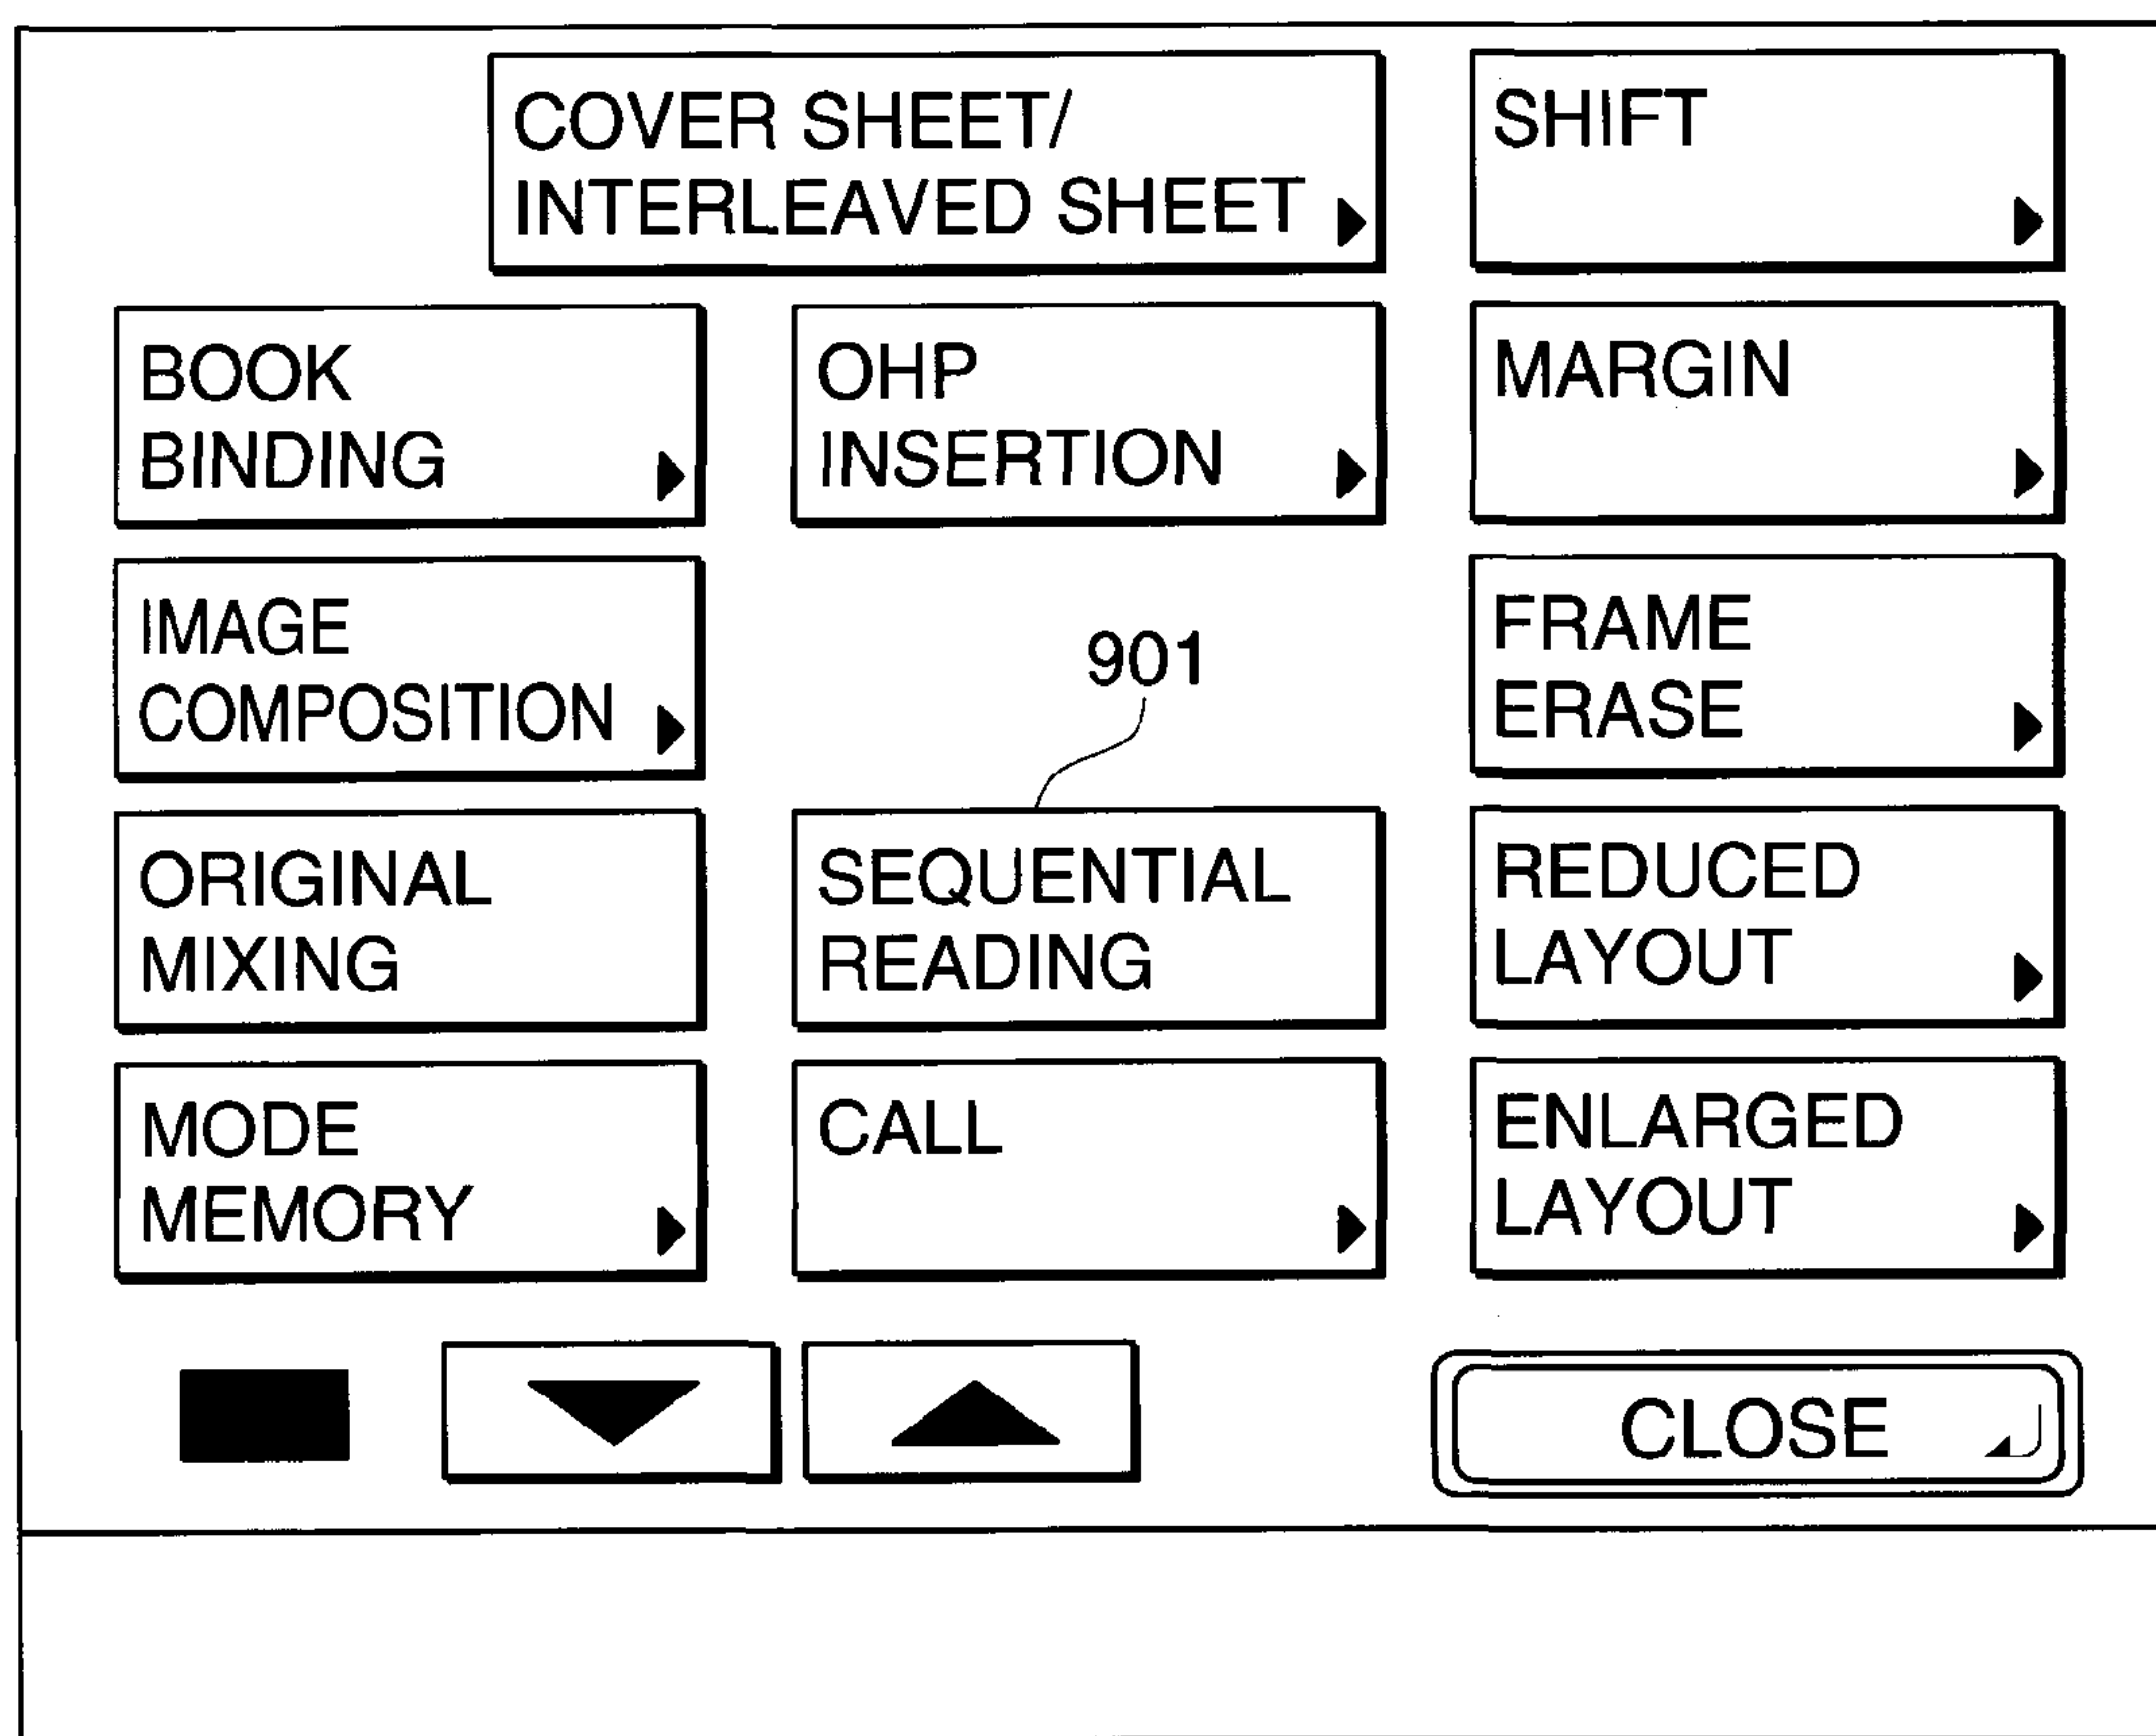 COVER SHEET/
INTERLEAVED SHEET
SHIFT
BOOK
BINDING
OHP
INSERTION
MARGIN
IMAGE
COMPOSITION
901
FRAME
ERASE
ORIGINAL
MIXING
SEQUENTIAL
READING
REDUCED
LAYOUT
MODE
MEMORY
CALL
ENLARGED
LAYOUT
CLOSE